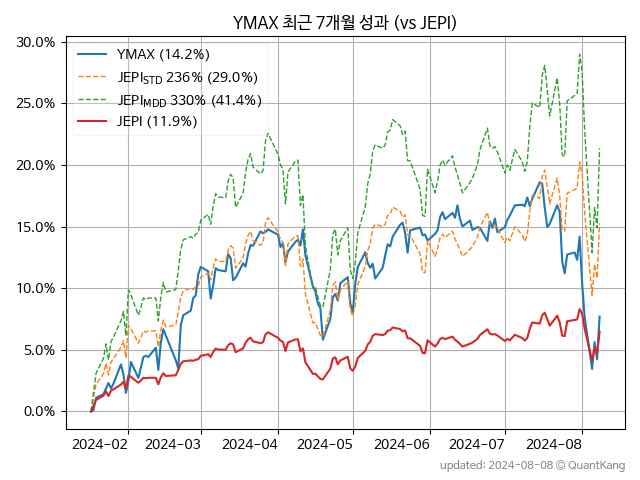 YMAX 최근 7개월 성과 (vs JEPI)
YMAX (14.2%)
JEPI_STD 236% (29.0%)
JEPI_MDD 330% (41.4%)
JEPI (11.9%)
30.0%
25.0%
20.0%
15.0%
10.0%
5.0%
0.0%
2024-02 2024-03 2024-04 2024-05 2024-06 2024-07 2024-08
updated: 2024-08-08 © QuantKang